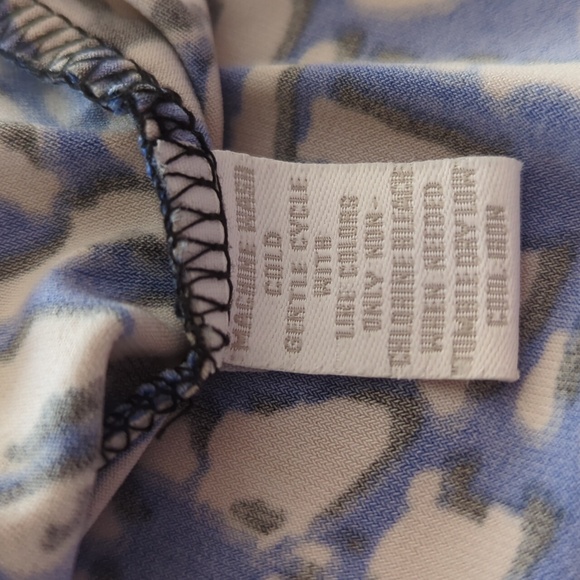 MACHINE WASH
COLD
GENTLE CYCLE
WITH
LIKE COLORS
ONLY NON-
CHLORINE BLEACH
WHEN NEEDED
TUMBLE DRY LOW
COOL IRON